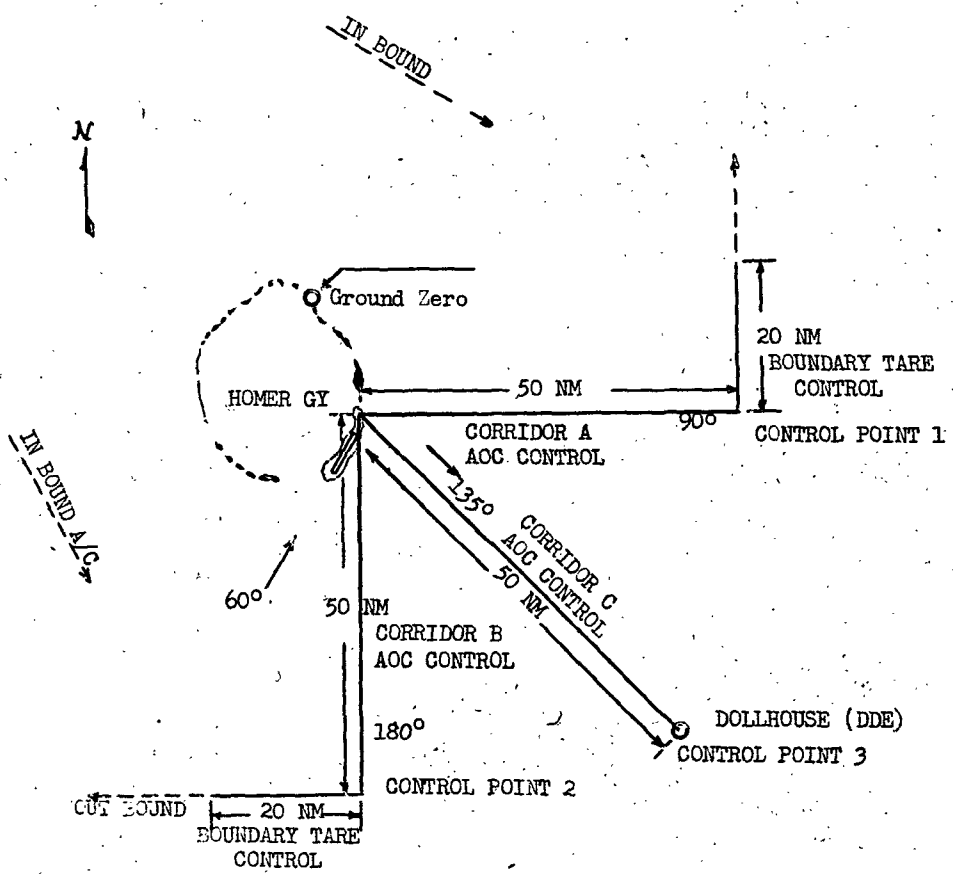 IN BOUND
N
Ground Zero
20 NM
BOUNDARY TARE
CONTROL
50 NM
HOMER GY
90°
CORRIDOR A
AOC CONTROL
CONTROL POINT 1
IN BOUND A/C
135°
CORRIDOR C
AOC CONTROL
50 NM
60°
50 NM
CORRIDOR B
AOC CONTROL
180°
DOLLHOUSE (DDE)
CONTROL POINT 3
CONTROL POINT 2
OUT BOUND
20 NM
BOUNDARY TARE
CONTROL